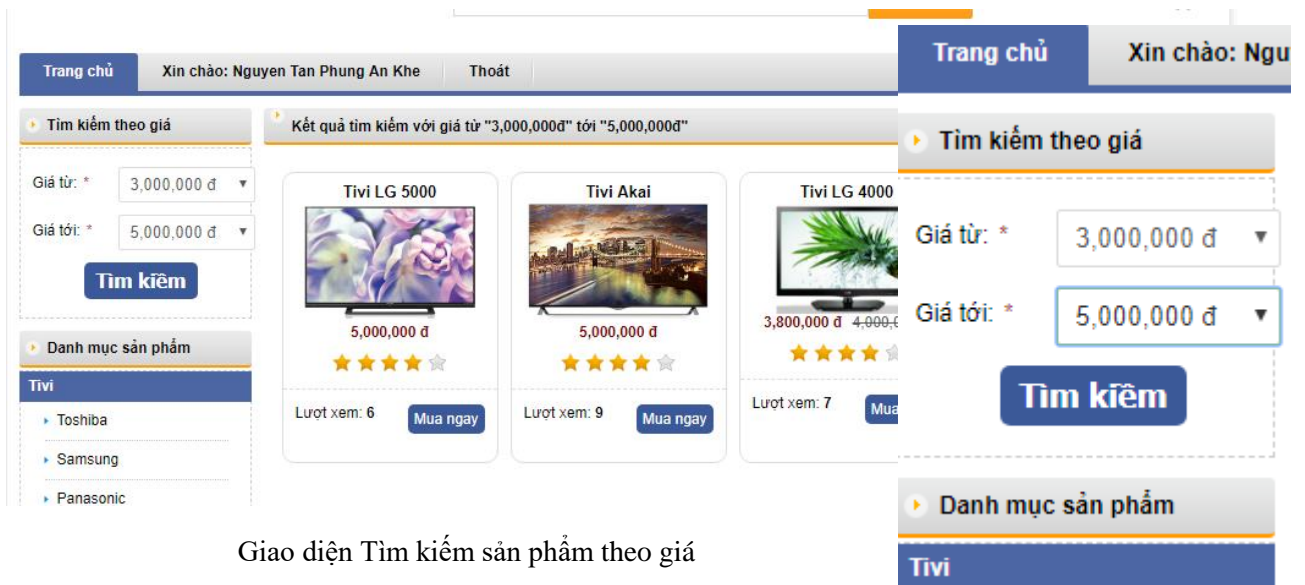 Trang chủ Xin chào: Nguyen Tan Phung An Khe Thoát
Tìm kiếm theo giá
Giá từ: * 3,000,000 đ
Giá tới: * 5,000,000 đ
Tìm kiếm
Danh mục sản phẩm
Tivi
Toshiba
Samsung
Panasonic
Kết quả tìm kiếm với giá từ "3,000,000đ" tới "5,000,000đ"
Tivi LG 5000
5,000,000 đ
Lượt xem: 6 Mua ngay
Tivi Akai
5,000,000 đ
Lượt xem: 9 Mua ngay
Tivi LG 4000
3,800,000 đ 4,000,0
Lượt xem: 7 Mua
Trang chủ Xin chào: Ngu
Tìm kiếm theo giá
Giá từ: * 3,000,000 đ
Giá tới: * 5,000,000 đ
Tìm kiếm
Danh mục sản phẩm
Tivi
Giao diện Tìm kiếm sản phẩm theo giá